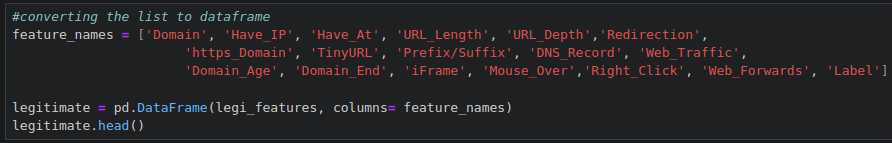 #converting the list to dataframe
feature_names = ['Domain', 'Have_IP', 'Have_At', 'URL_Length', 'URL_Depth','Redirection',
'https_Domain', 'TinyURL', 'Prefix/Suffix', 'DNS_Record', 'Web_Traffic',
'Domain_Age', 'Domain_End', 'iFrame', 'Mouse_Over','Right_Click', 'Web_Forwards', 'Label']
legitimate = pd.DataFrame(legi_features, columns= feature_names)
legitimate.head()